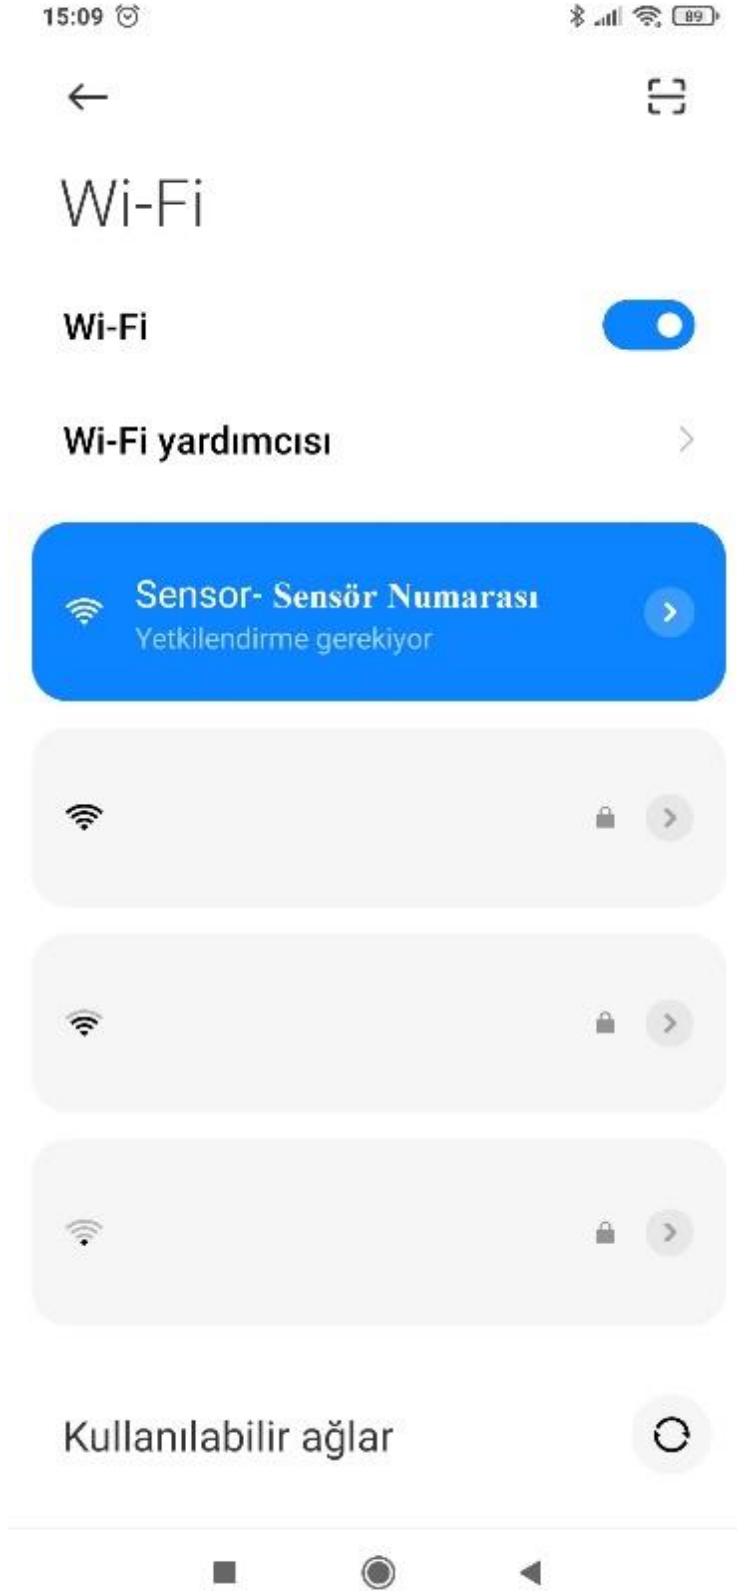 15:09
89
Wi-Fi
Wi-Fi
Wi-Fi yardımcısı
Sensor- Sensör Numarası
Yetkilendirme gerekiyor
Kullanılabilir ağlar